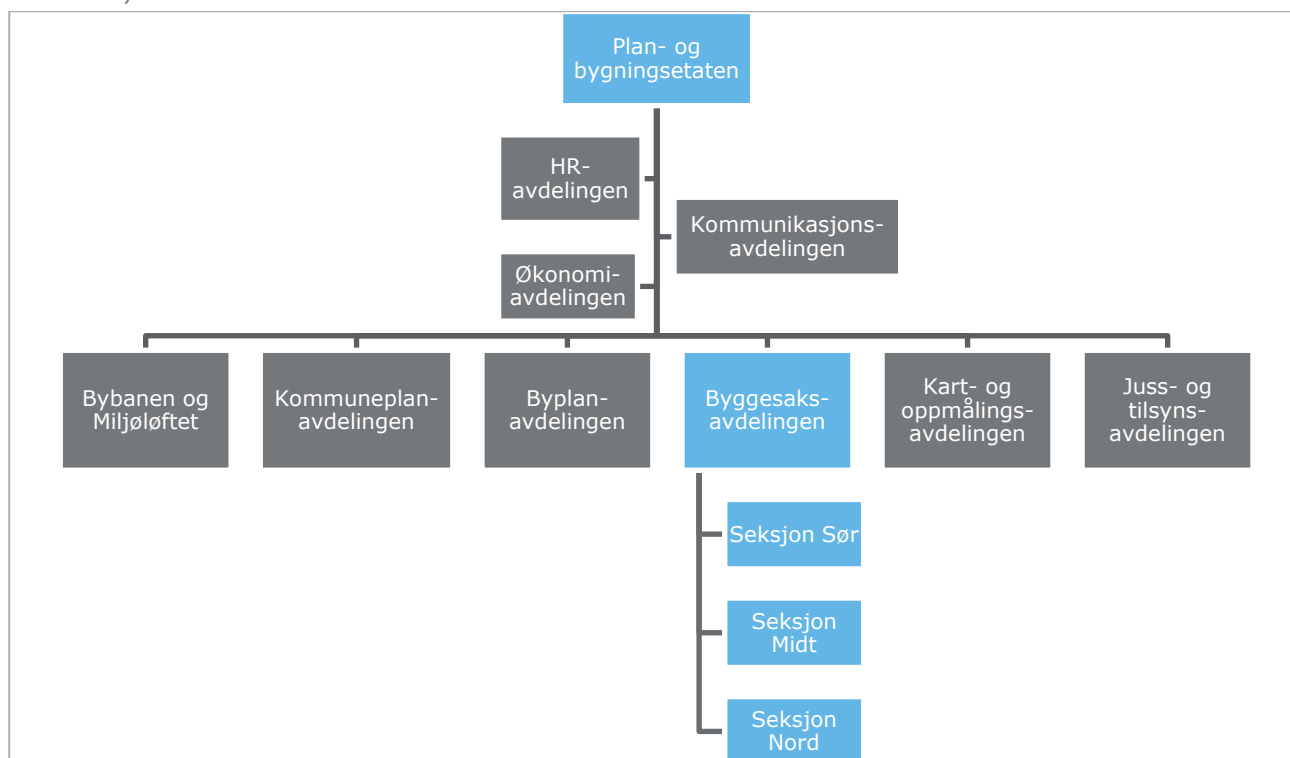 Plan- og
bygningsetaten
HR-
avdelingen
Kommunikasjons-
avdelingen
Økonomi-
avdelingen
Bybanen og
Miljøløftet
Kommuneplan-
avdelingen
Byplan-
avdelingen
Byggesaks-
avdelingen
Kart- og
oppmålings-
avdelingen
Juss- og
tilsyns-
avdelingen
Seksjon Sør
Seksjon
Midt
Seksjon
Nord